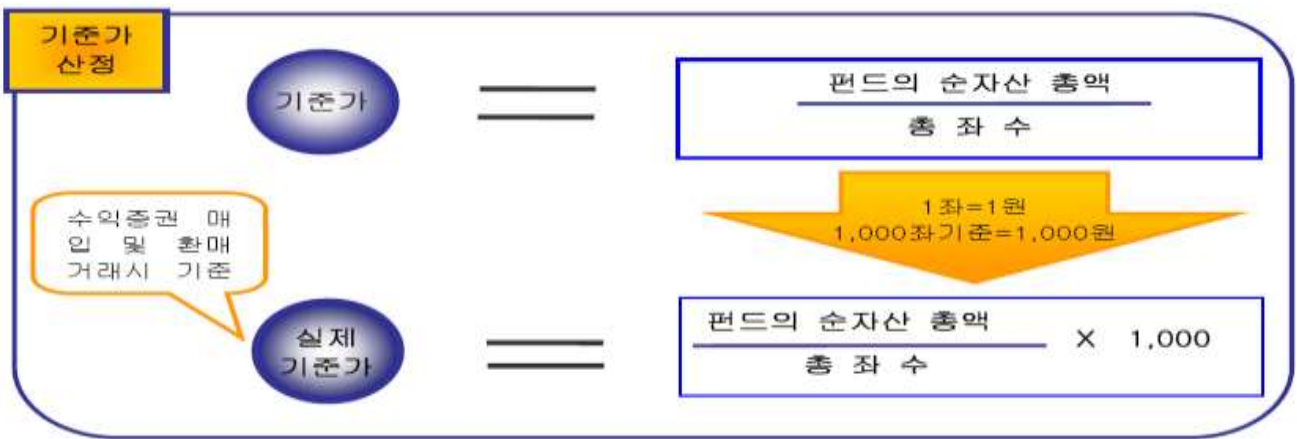 기준가
산정
기준가
펀드의 순자산 총액
총 좌 수
수익증권 매
입 및 환매
거래시 기준
1좌=1원
1,000좌기준=1,000원
실제
기준가
펀드의 순자산 총액
총 좌 수
× 1,000